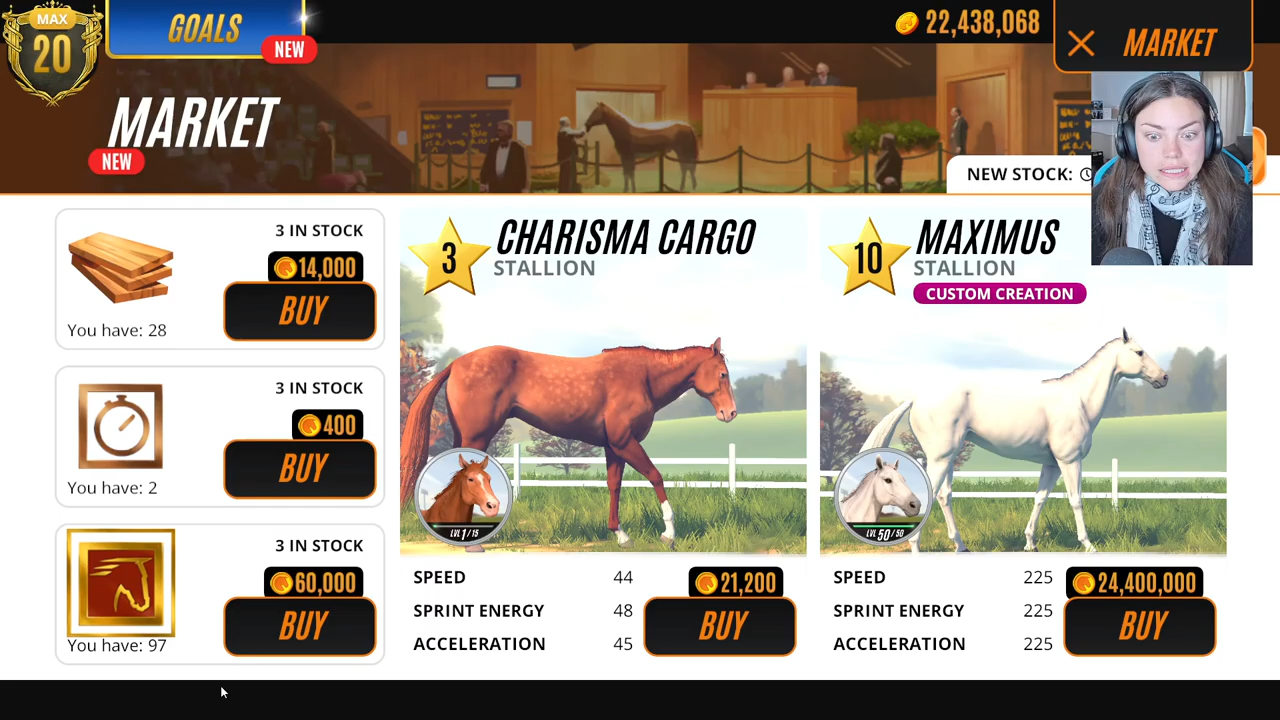 MAX
20
GOALS
NEW
22,438,068
MARKET
MARKET
NEW
NEW STOCK:
3 IN STOCK
14,000
BUY
You have: 28
3 IN STOCK
400
BUY
You have: 2
3 IN STOCK
60,000
BUY
You have: 97
3
CHARISMA CARGO
STALLION
LVL 1/15
SPEED 44
SPRINT ENERGY 48
ACCELERATION 45
21,200
BUY
10
MAXIMUS
STALLION
CUSTOM CREATION
LVL 50/50
SPEED 225
SPRINT ENERGY 225
ACCELERATION 225
24,400,000
BUY